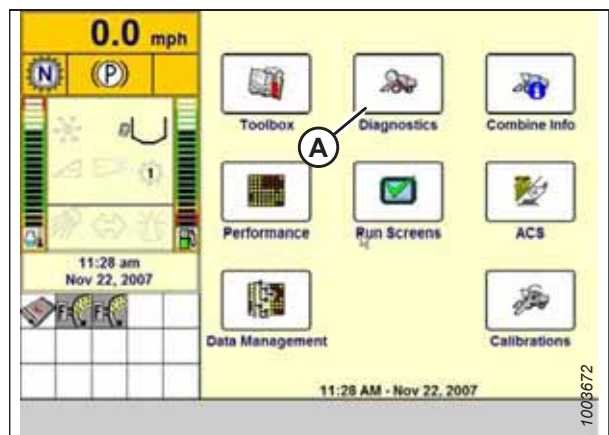 0.0 mph
N (P)
1
11:28 am
Nov 22, 2007
Toolbox
Diagnostics
Combine Info
A
Performance
Run Screens
ACS
Data Management
Calibrations
11:28 AM - Nov 22, 2007
1003672